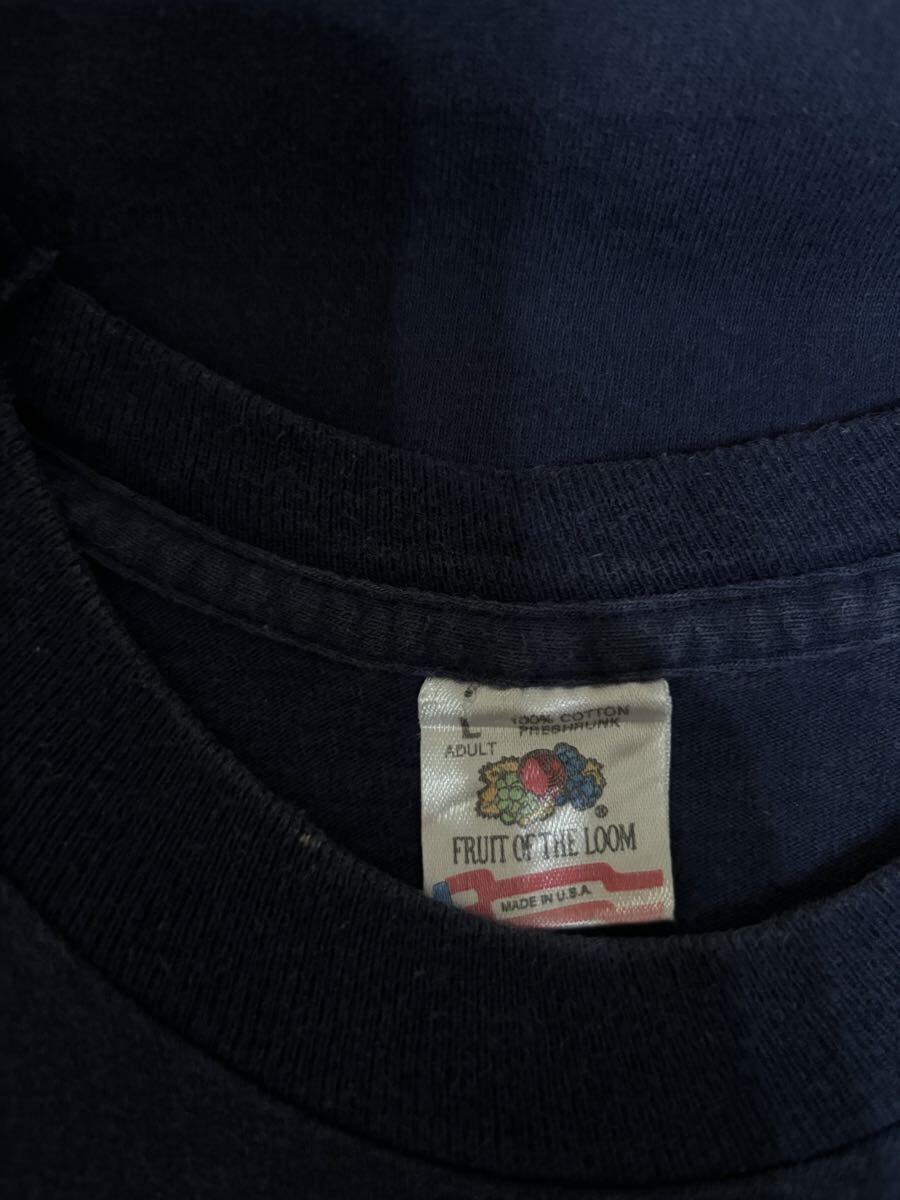 L
100% COTTON
PRESHRUNK
ADULT
®
FRUIT OF THE LOOM
MADE IN U.S.A.